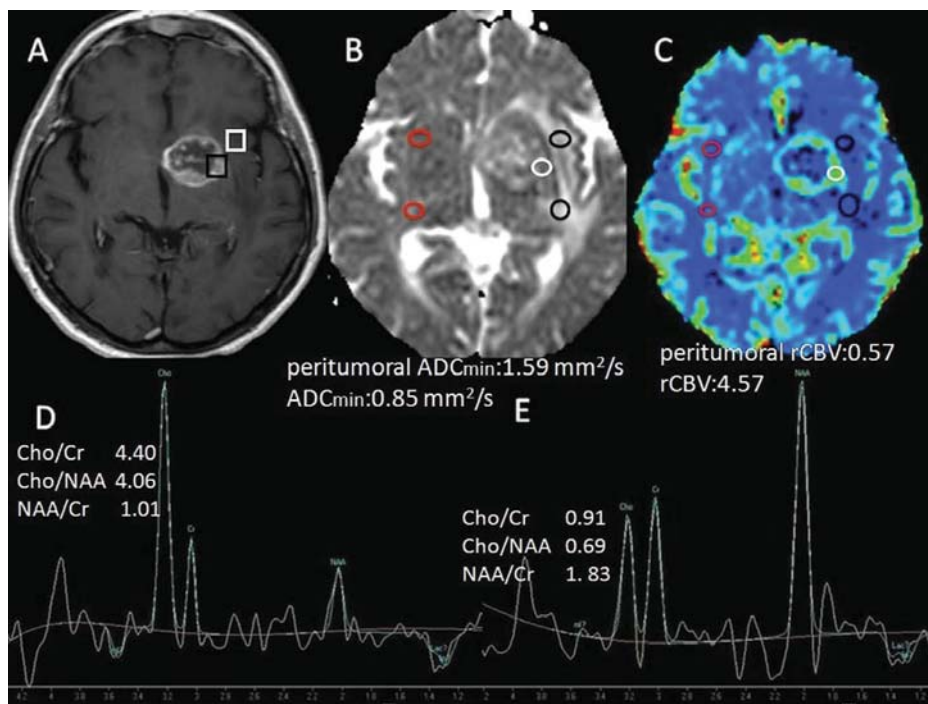 A
B
C
peritumoral ADCmin:1.59 mm²/s
ADCmin:0.85 mm²/s
peritumoral rCBV:0.57
rCBV:4.57
D
Cho/Cr 4.40
Cho/NAA 4.06
NAA/Cr 1.01
Cho
Cr
NAA
E
Cho/Cr 0.91
Cho/NAA 0.69
NAA/Cr 1. 83
Cho
Cr
NAA